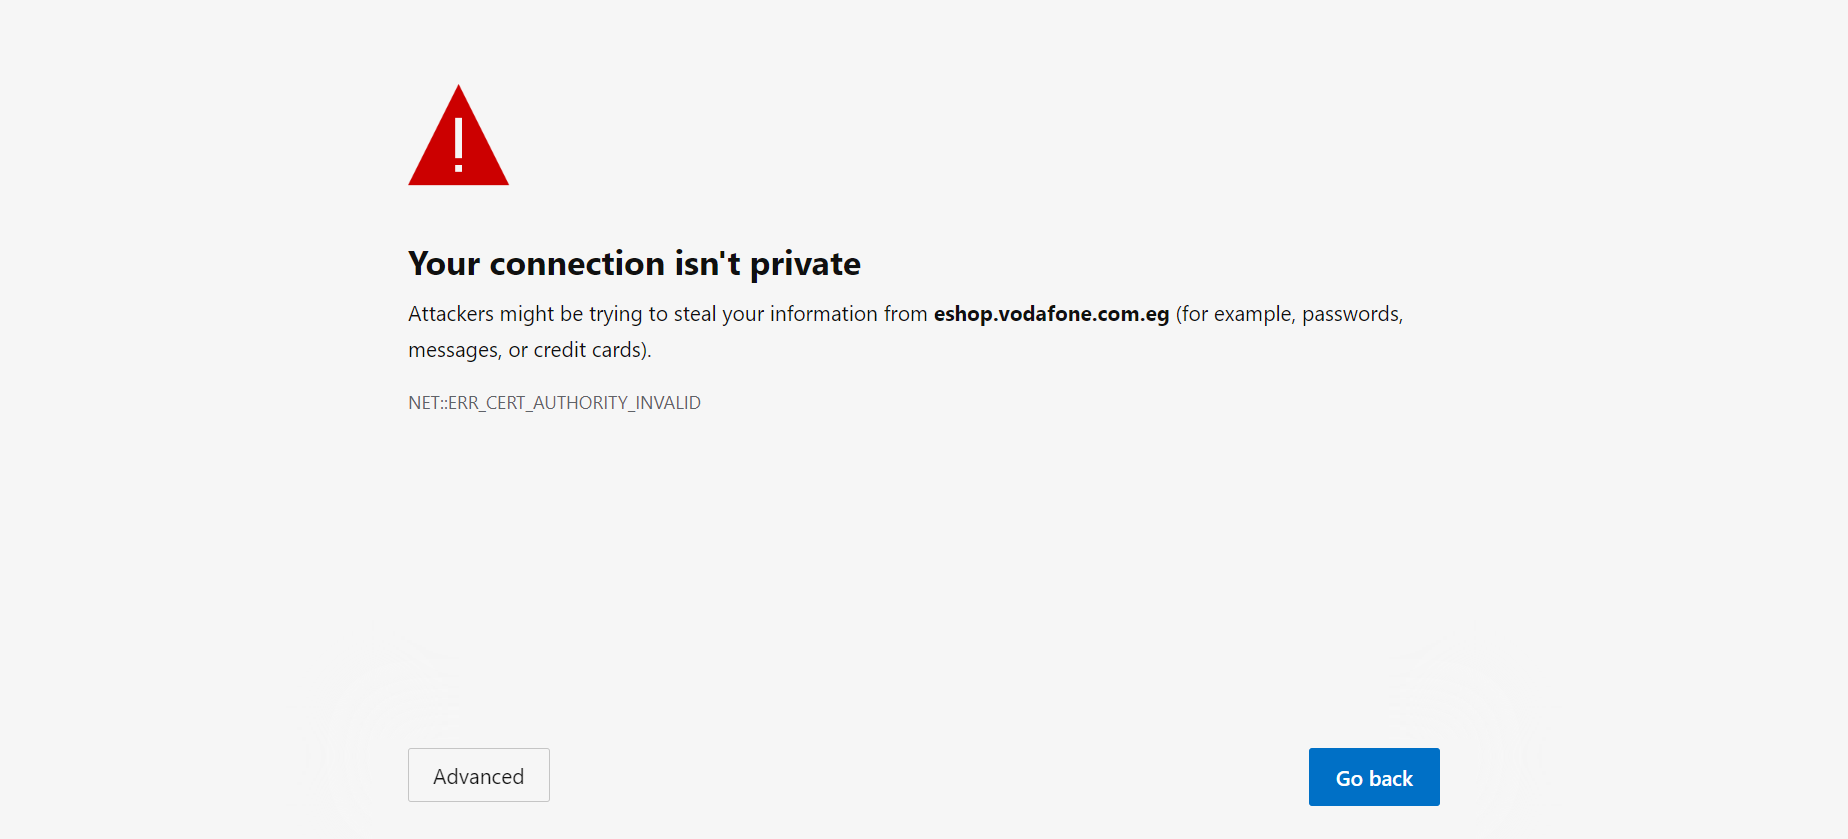 Your connection isn't private
Attackers might be trying to steal your information from eshop.vodafone.com.eg (for example, passwords,
messages, or credit cards).
NET::ERR_CERT_AUTHORITY_INVALID
Advanced
Go back